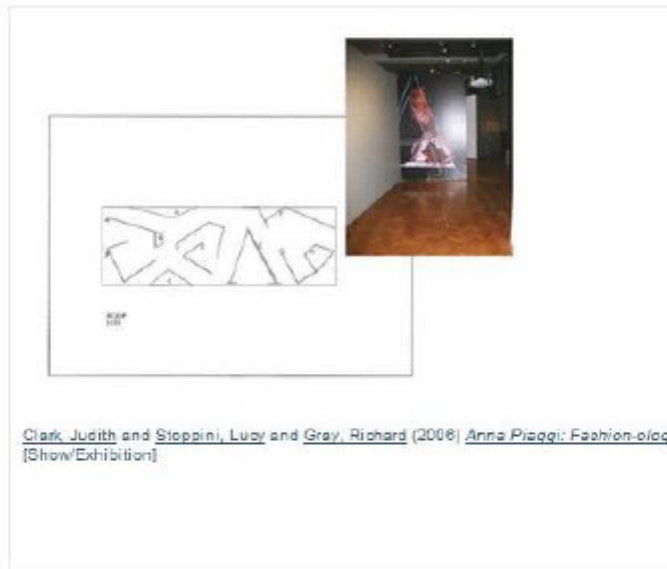 Clark, Judith and Stoppini, Lucy and Gray, Richard (2006) Anna Piaggi: Fashion-olog
[Show/Exhibition]